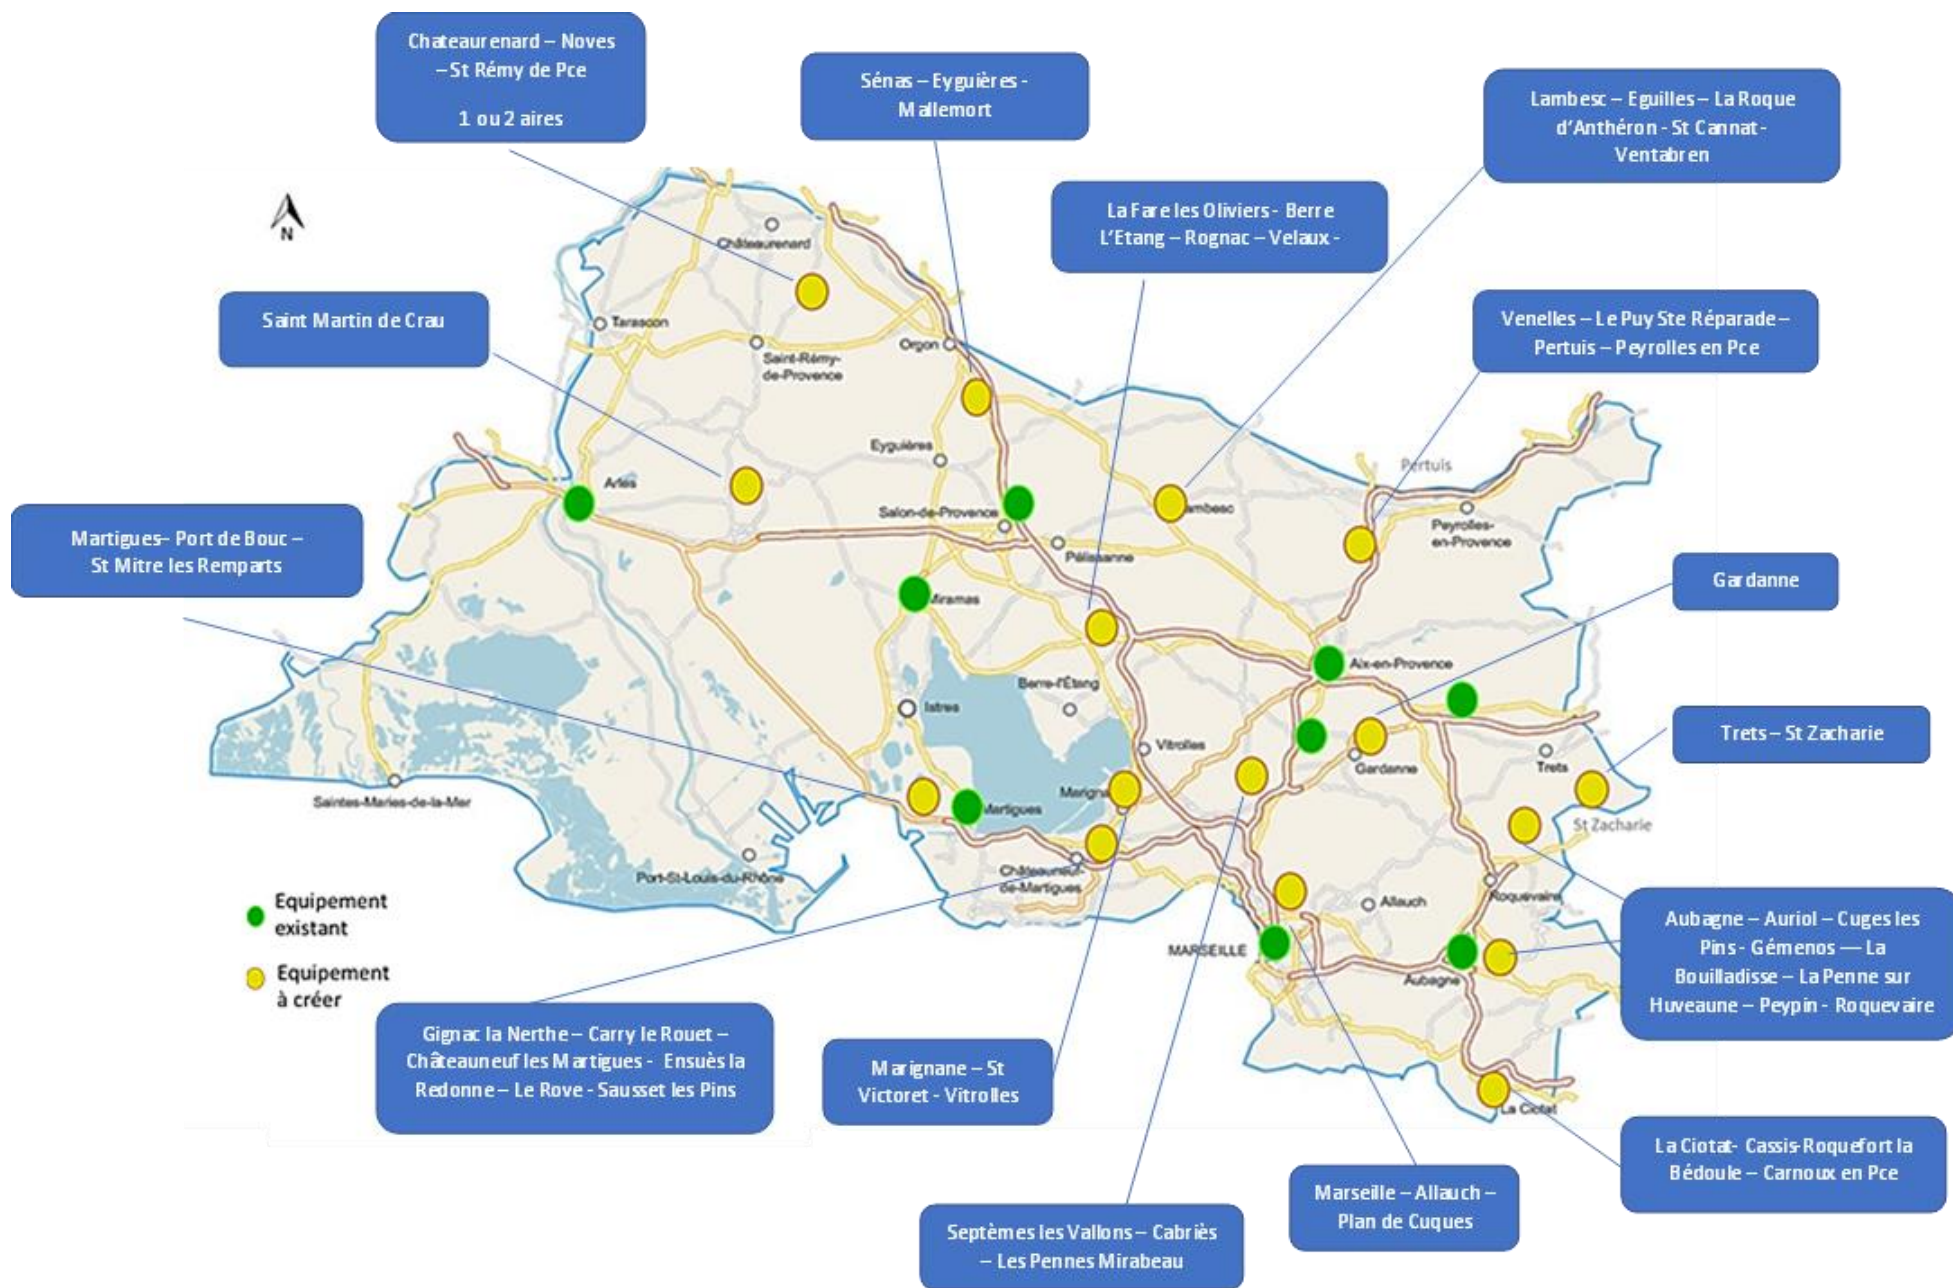 Chateaurenard – Noves
– St Rémy de Pce
1 ou 2 aires
Sénas – Eyguières -
Mallemort
Lambesc – Eguilles – La Roque
d'Anthéron - St Cannat-
Ventabren
La Fare les Oliviers - Berre
L'Etang – Rognac – Velaux -
N
Châteaurenard
Saint Martin de Crau
Venelles – Le Puy Ste Réparade –
Pertuis – Peyrolles en Pce
Tarascon
Orgon
Saint-Rémy-
de-Provence
Eyguières
Pertuis
Arles
Salon-de-Provence
ambesc
Peyrolles-
en-Provence
Martigues– Port de Bouc –
St Mitre les Remparts
Pélissanne
Gardanne
Miramas
Aix-en-Provence
Berre-l'Étang
Istres
Trets – St Zacharie
Vitrolles
Gardanne
Trets
Saintes-Maries-de-la-Mer
Martigues
Marigna
St Zacharie
Port-St-Louis-du-Rhône
Châteauneuf-
de-Martigues
Roquevaire
Allauch
Equipement
existant
MARSEILLE
Aubagne
Aubagne – Auriol – Cuges les
Pins - Gémenos — La
Bouilladisse – La Penne sur
Huveaune – Peypin - Roquevaire
Equipement
à créer
Gignac la Nerthe – Carry le Rouet –
Châteauneuf les Martigues - Ensuès la
Redonne – Le Rove - Sausset les Pins
Marignane – St
Victoret - Vitrolles
La Ciotat
La Ciotat- Cassis-Roquefort la
Bédoule – Carnoux en Pce
Marseille – Allauch –
Plan de Cuques
Septèmes les Vallons – Cabriès
– Les Pennes Mirabeau